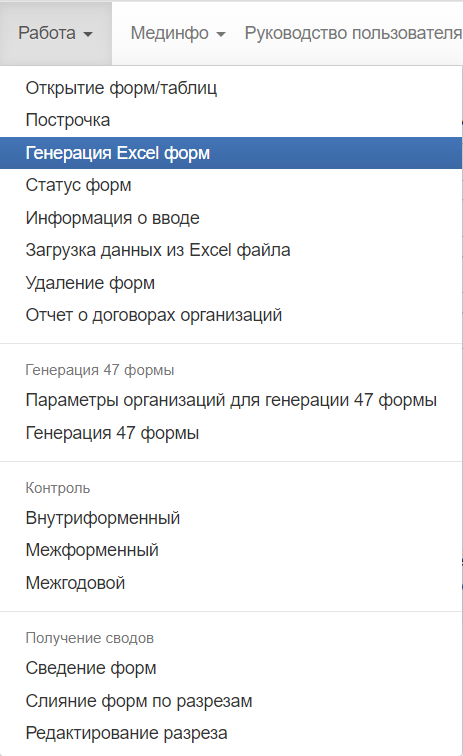 Работа Мединфо Руководство пользователя
Открытие форм/таблиц
Построчка
Генерация Excel форм
Статус форм
Информация о вводе
Загрузка данных из Excel файла
Удаление форм
Отчет о договорах организаций
Генерация 47 формы
Параметры организаций для генерации 47 формы
Генерация 47 формы
Контроль
Внутриформенный
Межформенный
Межгодовой
Получение сводов
Сведение форм
Слияние форм по разрезам
Редактирование разреза